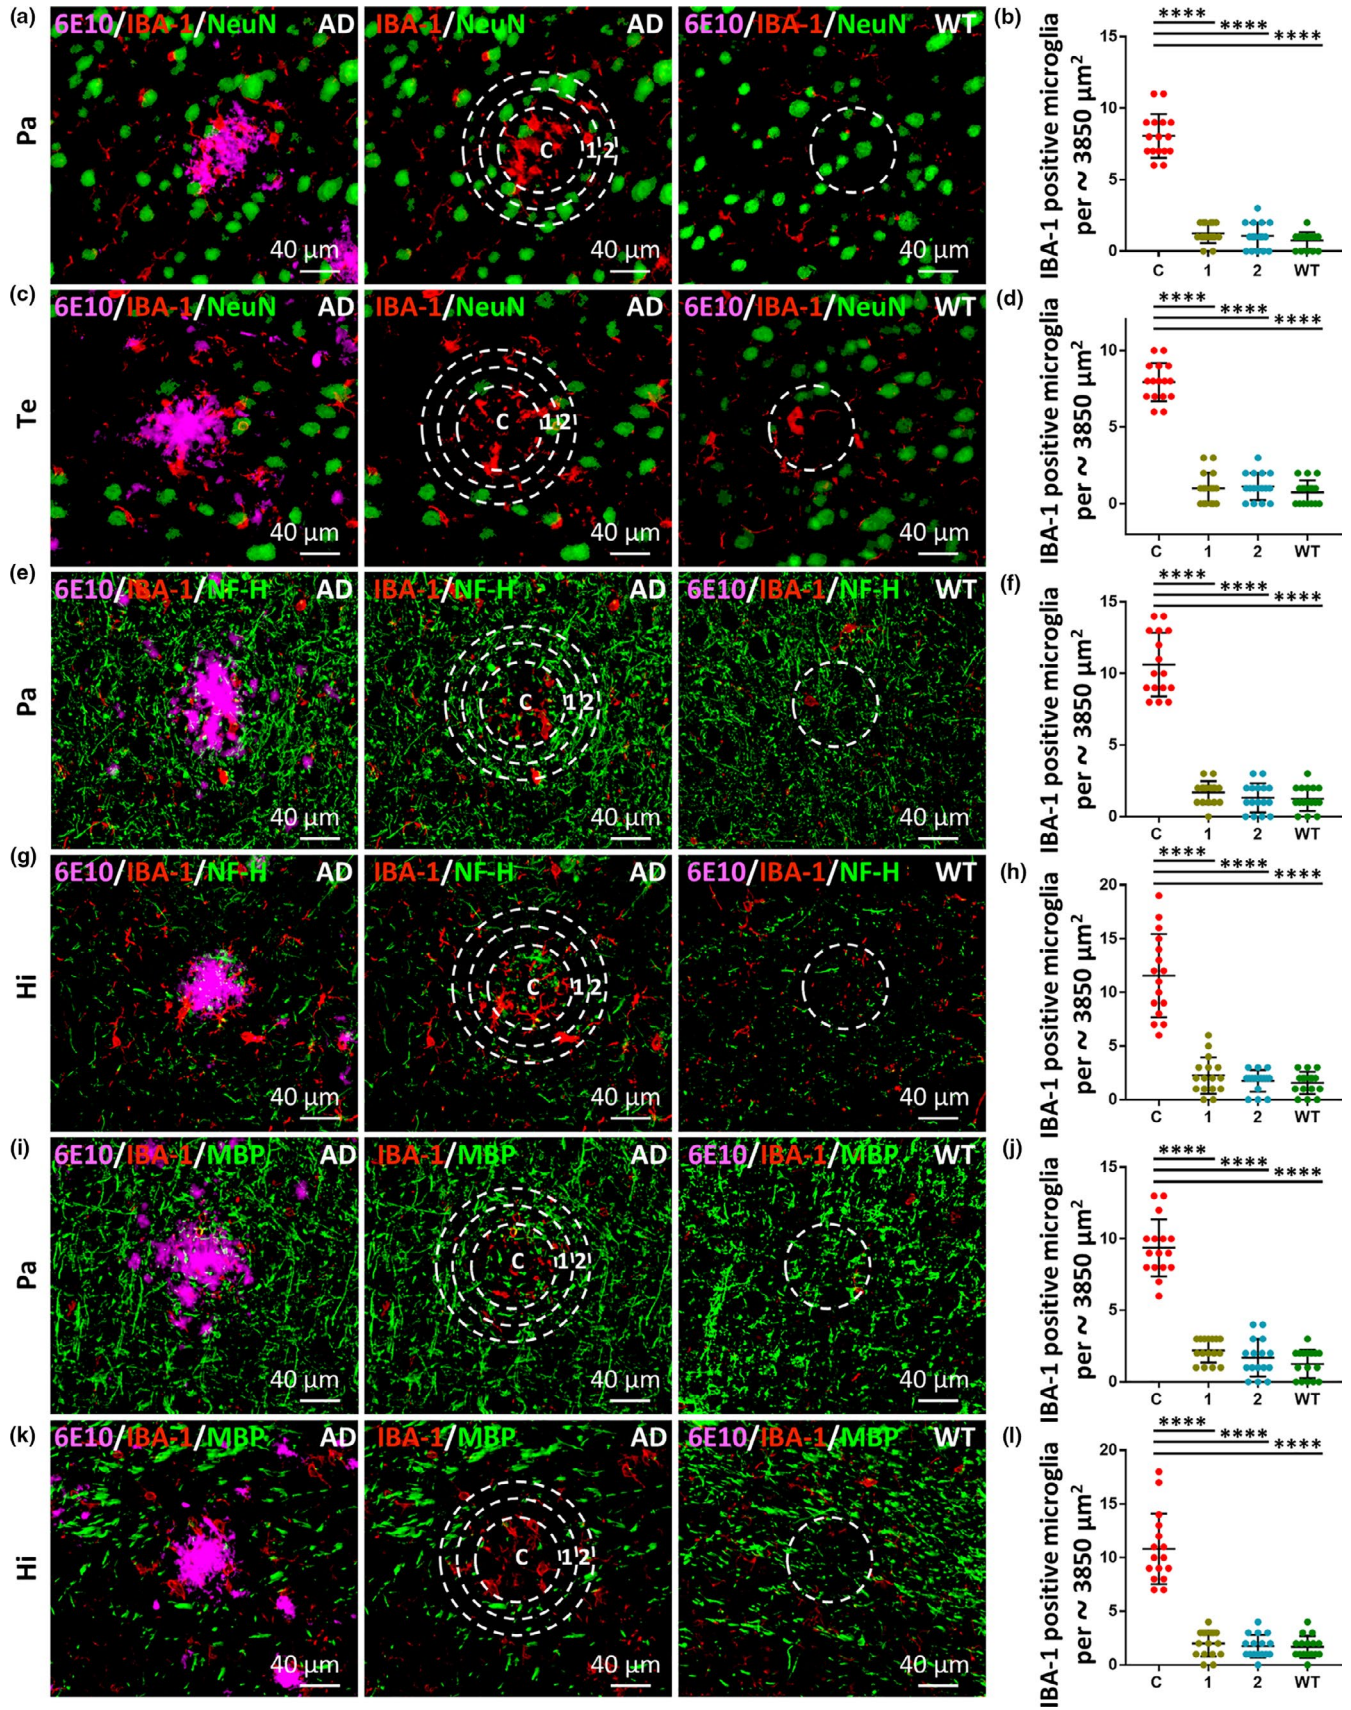 (a)
6E10/IBA-1/NeuN AD
IBA-1/NeuN AD
6E10/IBA-1/NeuN WT
Pa
C 1 2
40 µm
40 µm
40 µm
(b)
**** **** ****
IBA-1 positive microglia
per ~ 3850 µm²
15
10
5
0
C 1 2 WT
(c)
6E10/IBA-1/NeuN AD
IBA-1/NeuN AD
6E10/IBA-1/NeuN WT
Te
C 1 2
40 µm
40 µm
40 µm
(d)
**** **** ****
IBA-1 positive microglia
per ~ 3850 µm²
10
5
0
C 1 2 WT
(e)
6E10/IBA-1/NF-H AD
IBA-1/NF-H AD
6E10/IBA-1/NF-H WT
Pa
C 1 2
40 µm
40 µm
40 µm
(f)
**** **** ****
IBA-1 positive microglia
per ~ 3850 µm²
15
10
5
0
C 1 2 WT
(g)
6E10/IBA-1/NF-H AD
IBA-1/NF-H AD
6E10/IBA-1/NF-H WT
Hi
C 1 2
40 µm
40 µm
40 µm
(h)
**** **** ****
IBA-1 positive microglia
per ~ 3850 µm²
20
15
10
5
0
C 1 2 WT
(i)
6E10/IBA-1/MBP AD
IBA-1/MBP AD
6E10/IBA-1/MBP WT
Pa
C 1 2
40 µm
40 µm
40 µm
(j)
**** **** ****
IBA-1 positive microglia
per ~ 3850 µm²
15
10
5
0
C 1 2 WT
(k)
6E10/IBA-1/MBP AD
IBA-1/MBP AD
6E10/IBA-1/MBP WT
Hi
C 1 2
40 µm
40 µm
40 µm
(l)
**** **** ****
IBA-1 positive microglia
per ~ 3850 µm²
20
15
10
5
0
C 1 2 WT